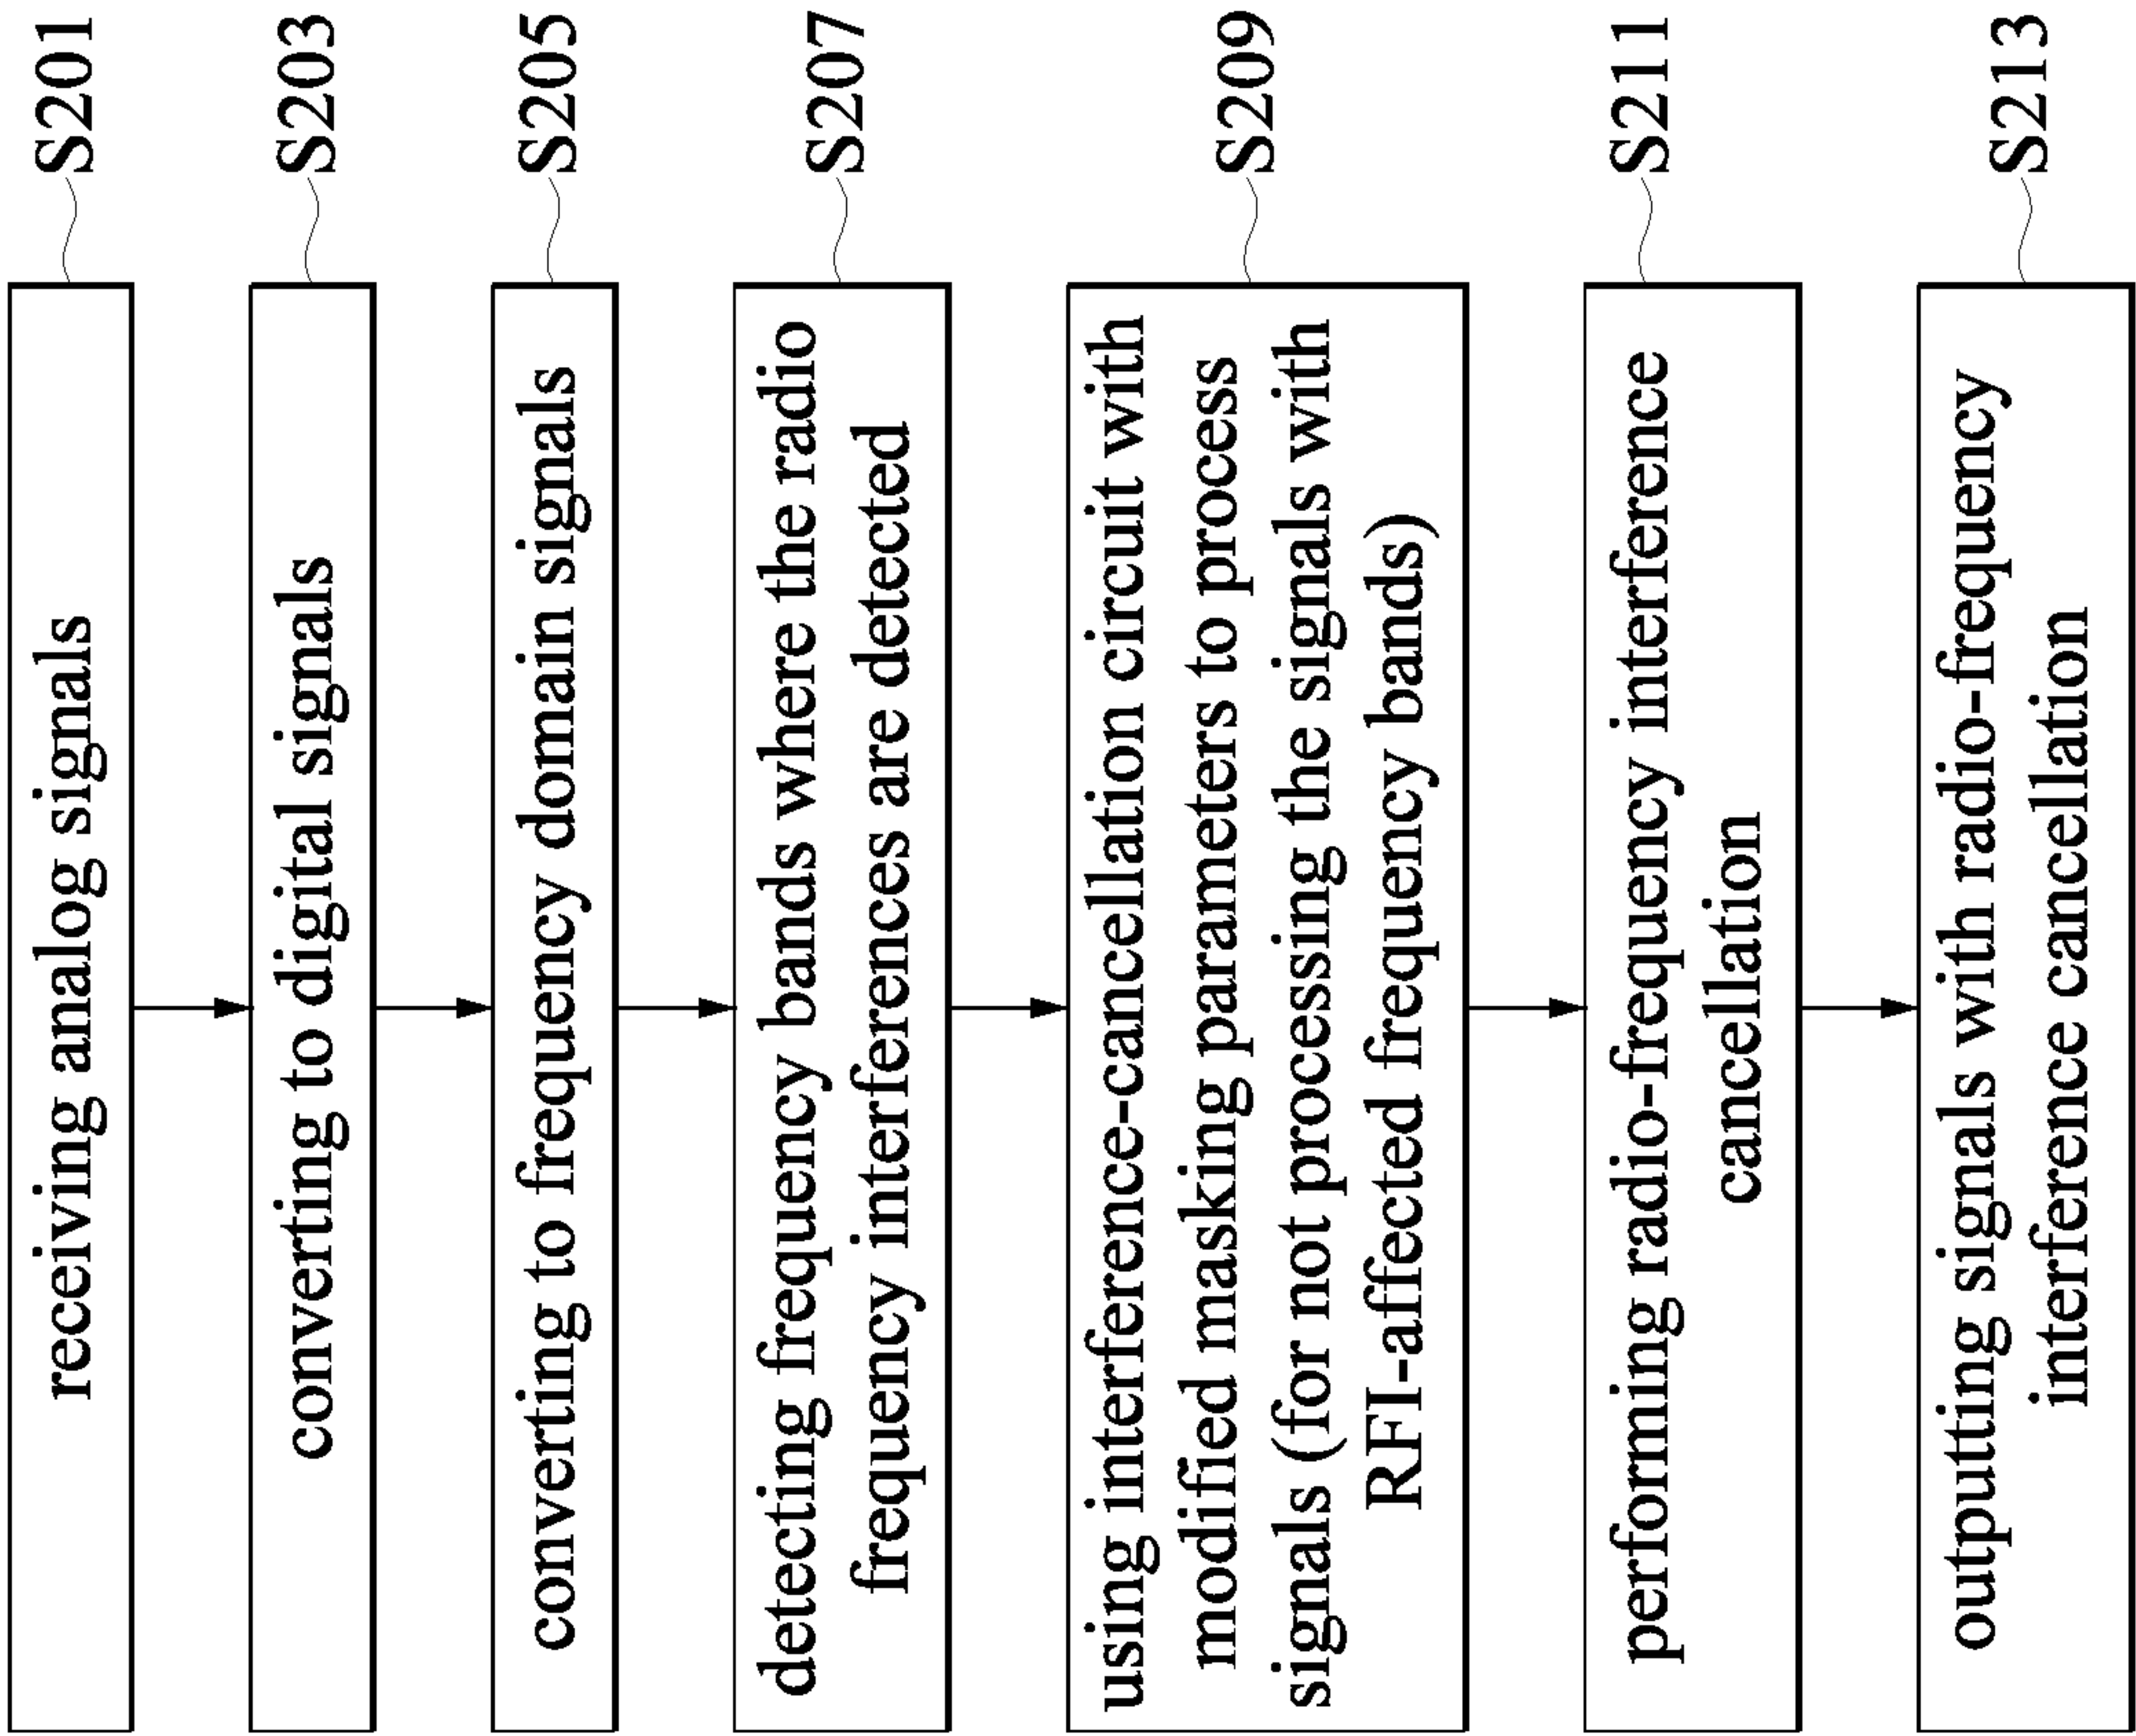 receiving analog signals
S201
converting to digital signals
S203
converting to frequency domain signals
S205
detecting frequency bands where the radio
frequency interferences are detected
S207
using interference-cancellation circuit with
modified masking parameters to process
signals (for not processing the signals with
RFI-affected frequency bands)
S209
performing radio-frequency interference
cancellation
S211
outputting signals with radio-frequency
interference cancellation
S213